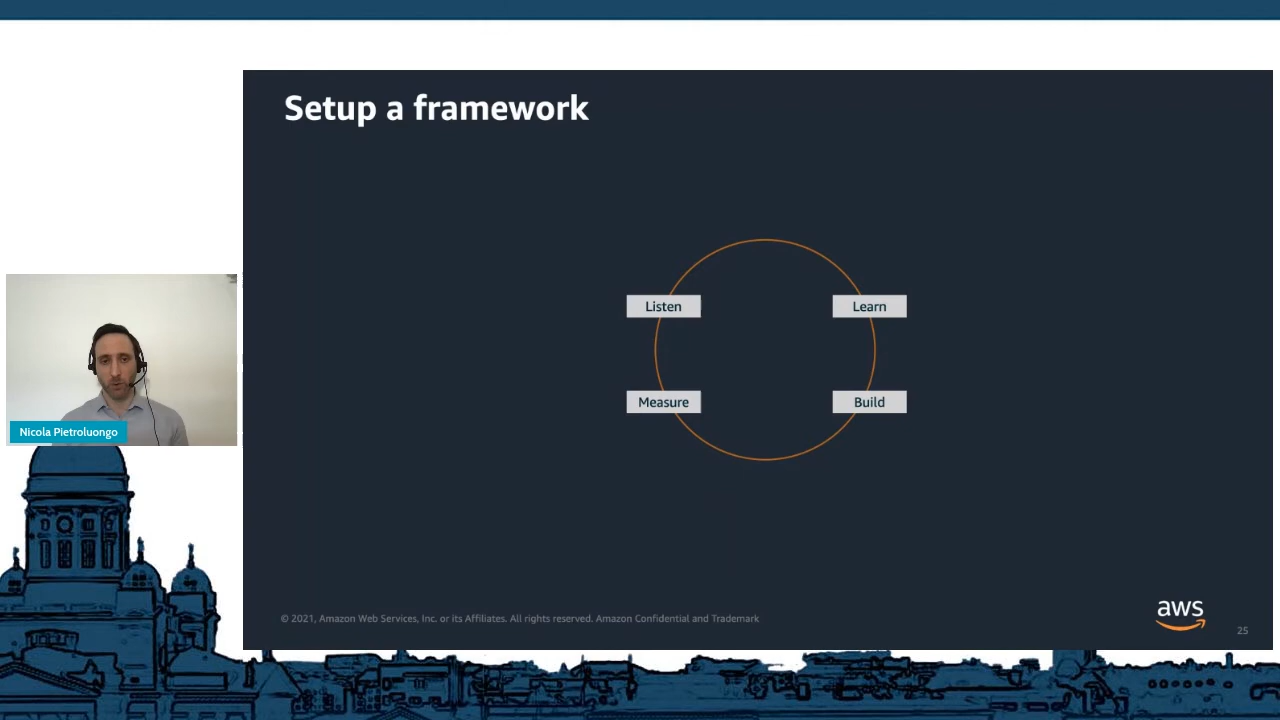 Setup a framework
Listen
Learn
Measure
Build
Nicola Pietroluongo
© 2021, Amazon Web Services, Inc. or its Affiliates. All rights reserved. Amazon Confidential and Trademark
aws
25